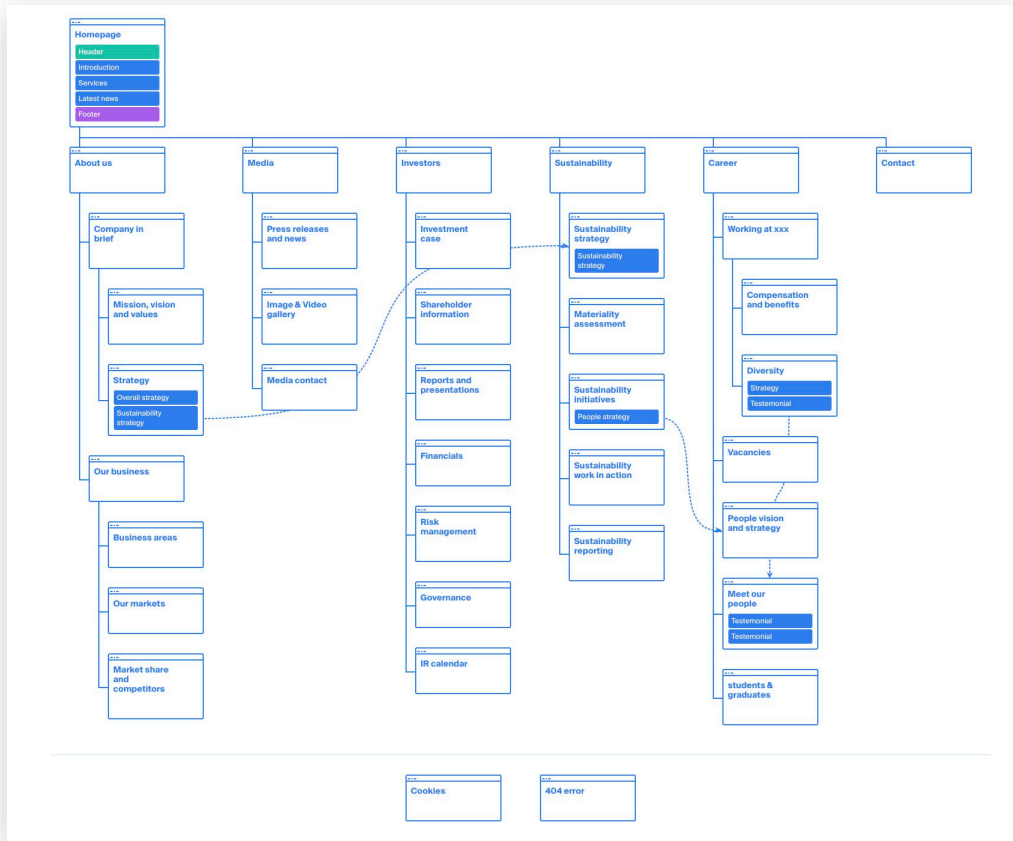 Homepage
Header
Introduction
Services
Latest news
Footer
About us
Media
Investors
Sustainability
Career
Contact
Company in
brief
Mission, vision
and values
Strategy
Overall strategy
Sustainability
strategy
Our business
Business areas
Our markets
Market share
and
competitors
Press releases
and news
Image & Video
gallery
Media contact
Investment
case
Shareholder
information
Reports and
presentations
Financials
Risk
management
Governance
IR calendar
Sustainability
strategy
Sustainability
strategy
Materiality
assessment
Sustainability
initiatives
People strategy
Sustainability
work in action
Sustainability
reporting
Working at xxx
Compensation
and benefits
Diversity
Strategy
Testemonial
Vacancies
People vision
and strategy
Meet our
people
Testemonial
Testemonial
students &
graduates
Cookies
404 error